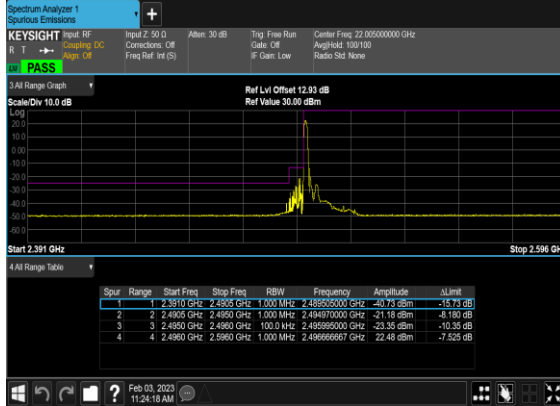 Spectrum Analyzer 1
Spurious Emissions
+
KEYSIGHT Input: RF Input Z: 50 Ω Atten: 30 dB Trig: Free Run Center Freq: 22.005000000 GHz
R T Coupling: DC Corrections: Off Gate: Off Avg|Hold: 100/100
Align: Off Freq Ref: Int (S) IF Gain: Low Radio Std: None
PASS
3 All Range Graph
Ref Lvl Offset 12.93 dB
Scale/Div 10.0 dB Ref Value 30.00 dBm
Log
20.0
10.0
0.00
-10.0
-20.0
-30.0
-40.0
-50.0
-60.0
Start 2.391 GHz Stop 2.596 GH
4 All Range Table
Spur Range Start Freq Stop Freq RBW Frequency Amplitude ΔLimit
1 1 2.3910 GHz 2.4905 GHz 1.000 MHz 2.489505000 GHz -40.73 dBm -15.73 dB
2 2 2.4905 GHz 2.4950 GHz 1.000 MHz 2.494970000 GHz -21.18 dBm -8.180 dB
3 3 2.4950 GHz 2.4960 GHz 100.0 kHz 2.495995000 GHz -23.35 dBm -10.35 dB
4 4 2.4960 GHz 2.5960 GHz 1.000 MHz 2.496666667 GHz 22.48 dBm -7.525 dB
? Feb 03, 2023
11:24:18 AM